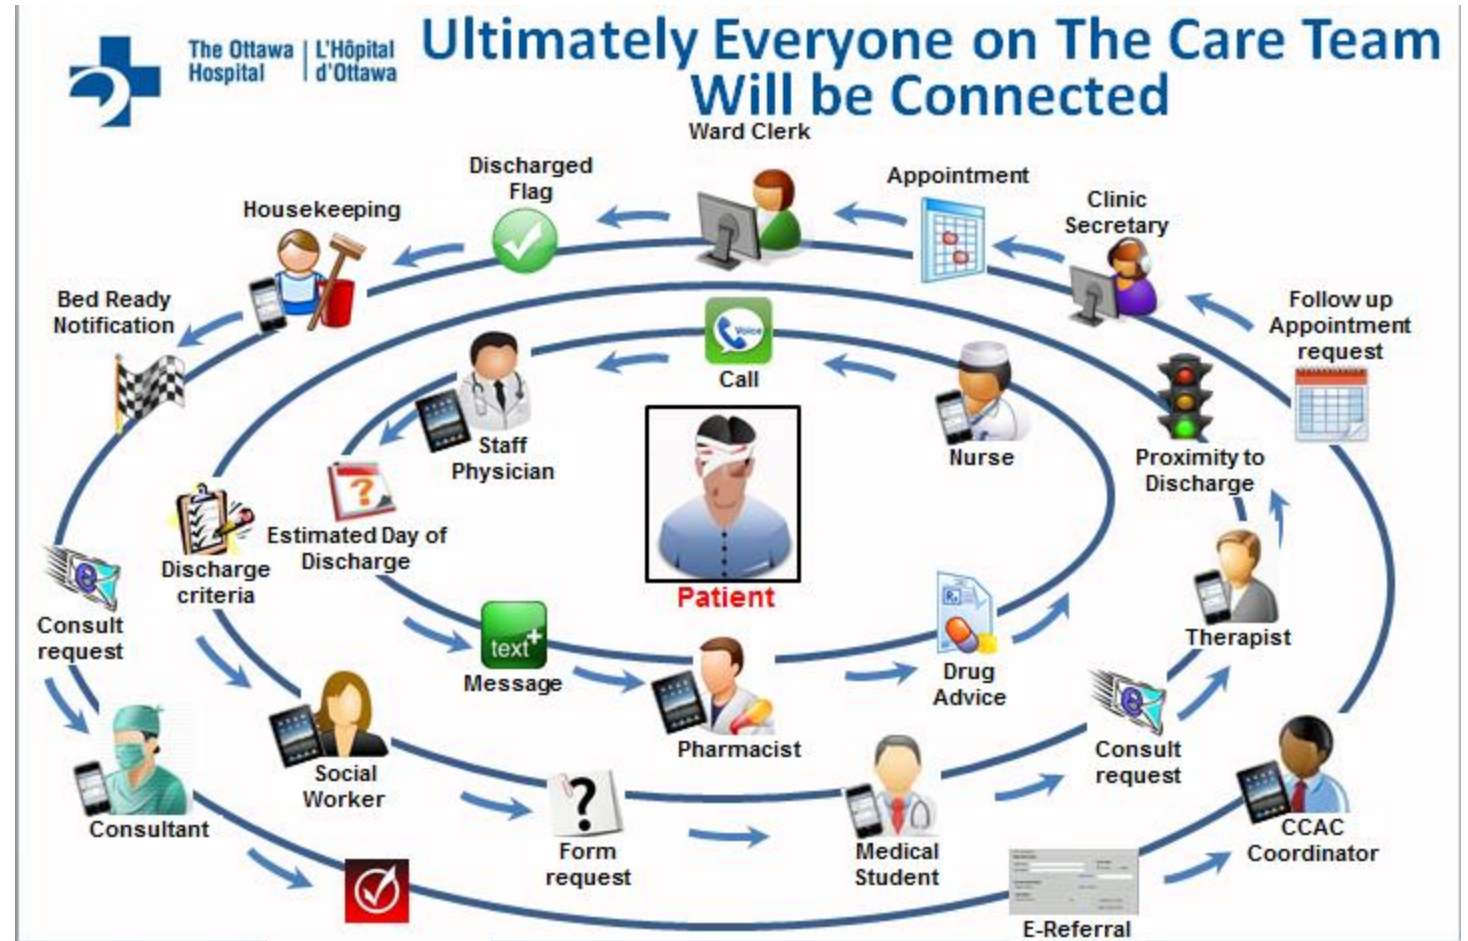 The Ottawa | L'Hôpital
Hospital | d'Ottawa
Ultimately Everyone on The Care Team
Will be Connected
Ward Clerk
Discharged
Flag
Appointment
Clinic
Secretary
Housekeeping
Bed Ready
Notification
Follow up
Appointment
request
Voice
Call
Staff
Physician
Nurse
Proximity to
Discharge
?
Estimated Day of
Discharge
Discharge
criteria
Patient
e
Consult
request
text+
Message
Rx
Drug
Advice
Therapist
Pharmacist
e
Consult
request
Social
Worker
Consultant
?
Form
request
Medical
Student
CCAC
Coordinator
E-Referral